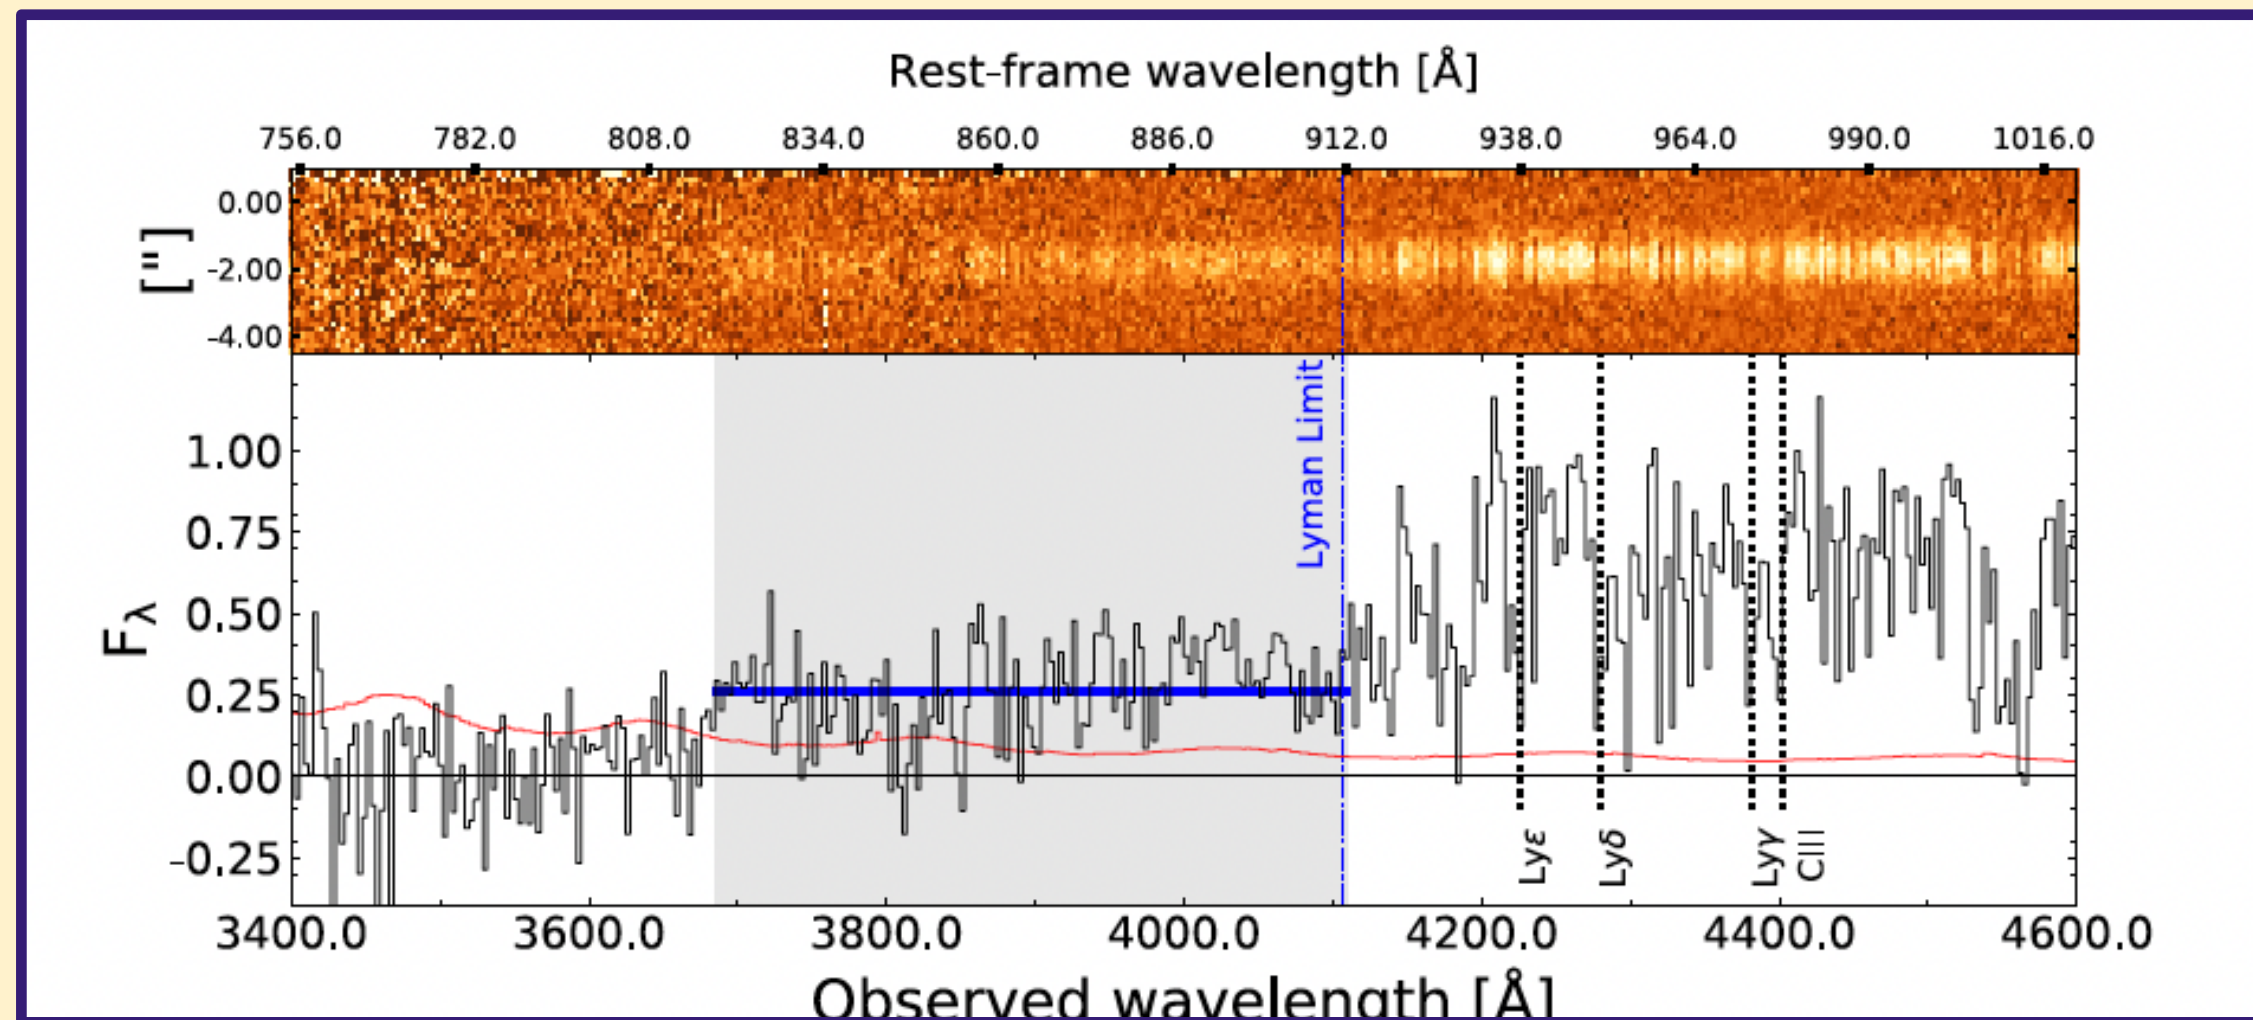 Rest-frame wavelength [Å]
756.0 782.0 808.0 834.0 860.0 886.0 912.0 938.0 964.0 990.0 1016.0
0.00
-2.00
-4.00
["]
Lyman Limit
1.00
0.75
0.50
0.25
0.00
-0.25
Fλ
Lyε
Lyδ
Lyγ
CIII
3400.0 3600.0 3800.0 4000.0 4200.0 4400.0 4600.0
Observed wavelength [Å]